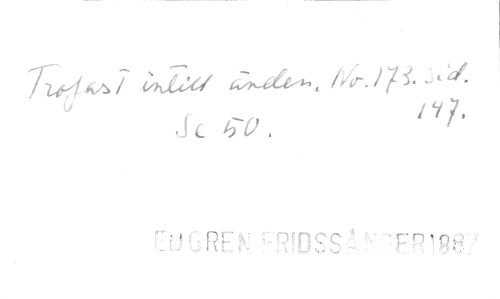 Trofast intill änden. No. 173. sid.
147.
Sc 50.
EDGREN FRIDSSÅNGER 1887